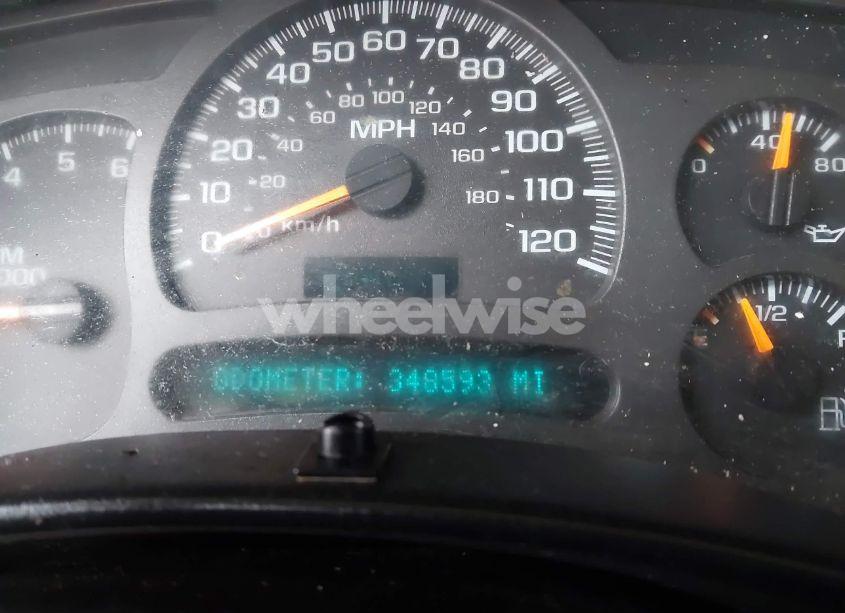 60
50 70
40 80
30 80 100 120 90
60 MPH 140
20 40 160 100
10 20 180 110
0 km/h 120
4 5 6
0 40 80
1/2
wheelwise
ODOMETER: 348593 MI